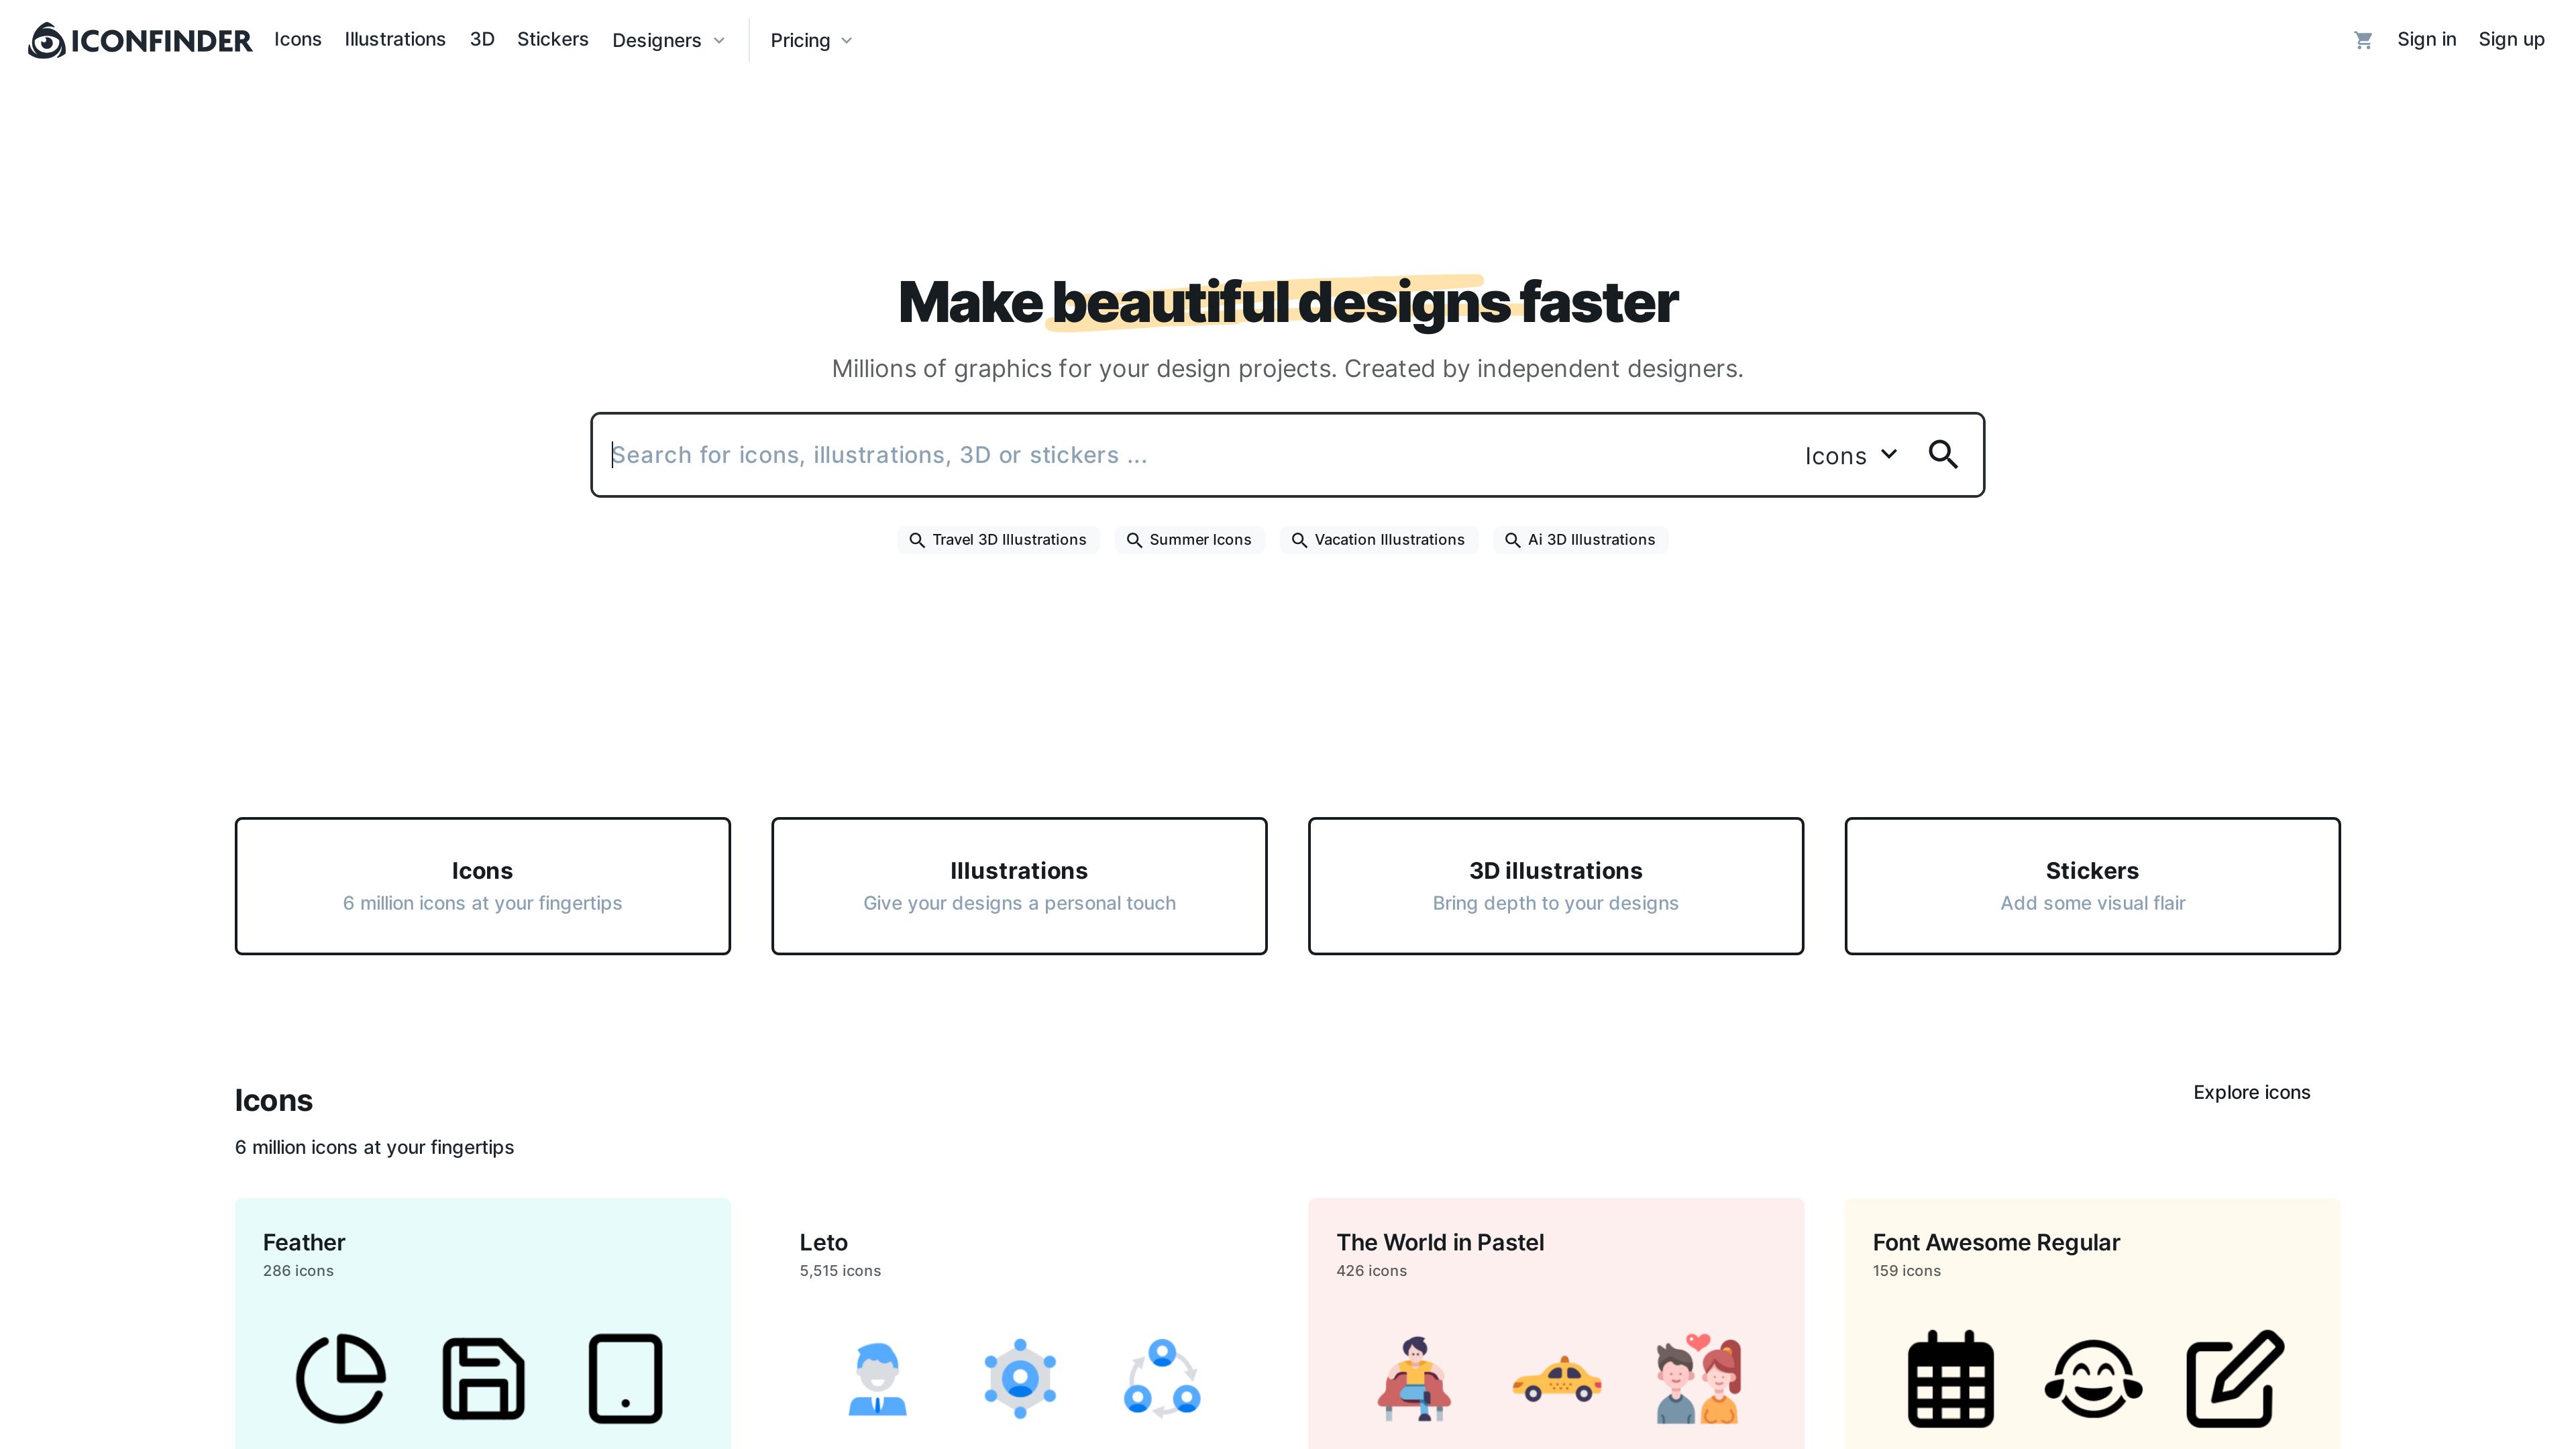 ICONFINDER Icons Illustrations 3D Stickers Designers Pricing Sign in Sign up
Make beautiful designs faster
Millions of graphics for your design projects. Created by independent designers.
Search for icons, illustrations, 3D or stickers ... Icons
Travel 3D Illustrations Summer Icons Vacation Illustrations Ai 3D Illustrations
Icons
6 million icons at your fingertips
Illustrations
Give your designs a personal touch
3D illustrations
Bring depth to your designs
Stickers
Add some visual flair
Icons
Explore icons
6 million icons at your fingertips
Feather
286 icons
Leto
5,515 icons
The World in Pastel
426 icons
Font Awesome Regular
159 icons